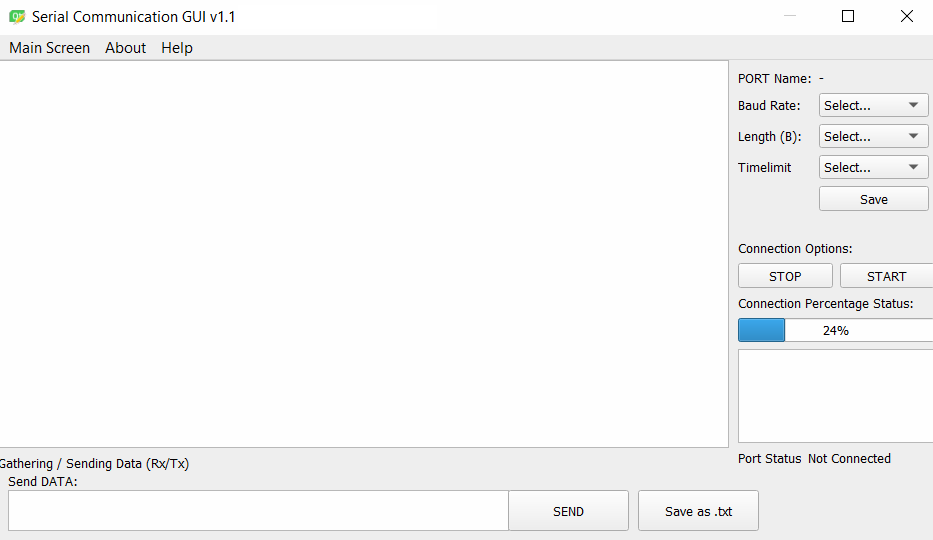 Serial Communication GUI v1.1
Main Screen About Help
PORT Name: -
Baud Rate: Select...
Length (B): Select...
Timelimit Select...
Save
Connection Options:
STOP START
Connection Percentage Status:
24%
Port Status Not Connected
Gathering / Sending Data (Rx/Tx)
Send DATA:
SEND Save as .txt